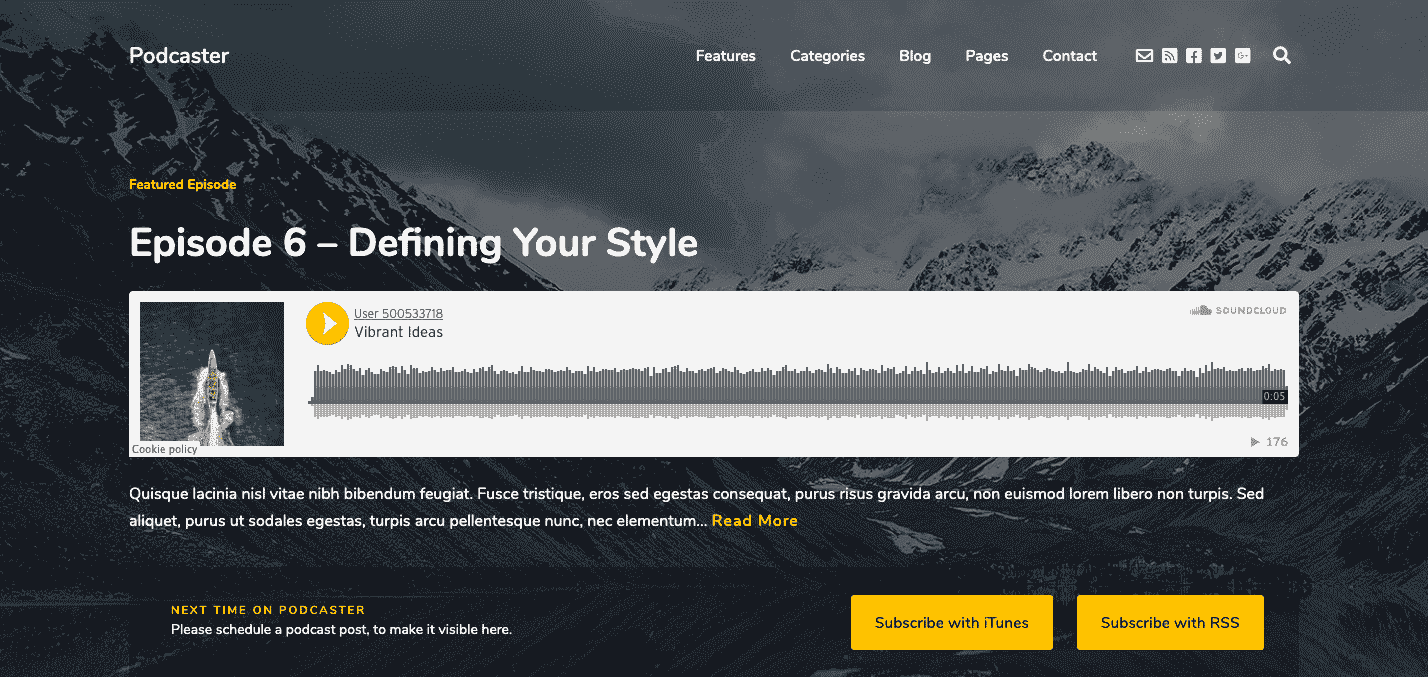 Podcaster
Features Categories Blog Pages Contact
Featured Episode
Episode 6 – Defining Your Style
User 500533718
Vibrant Ideas
SOUNDCLOUD
0:05
176
Cookie policy
Quisque lacinia nisl vitae nibh bibendum feugiat. Fusce tristique, eros sed egestas consequat, purus risus gravida arcu, non euismod lorem libero non turpis. Sed
aliquet, purus ut sodales egestas, turpis arcu pellentesque nunc, nec elementum... Read More
NEXT TIME ON PODCASTER
Please schedule a podcast post, to make it visible here.
Subscribe with iTunes
Subscribe with RSS